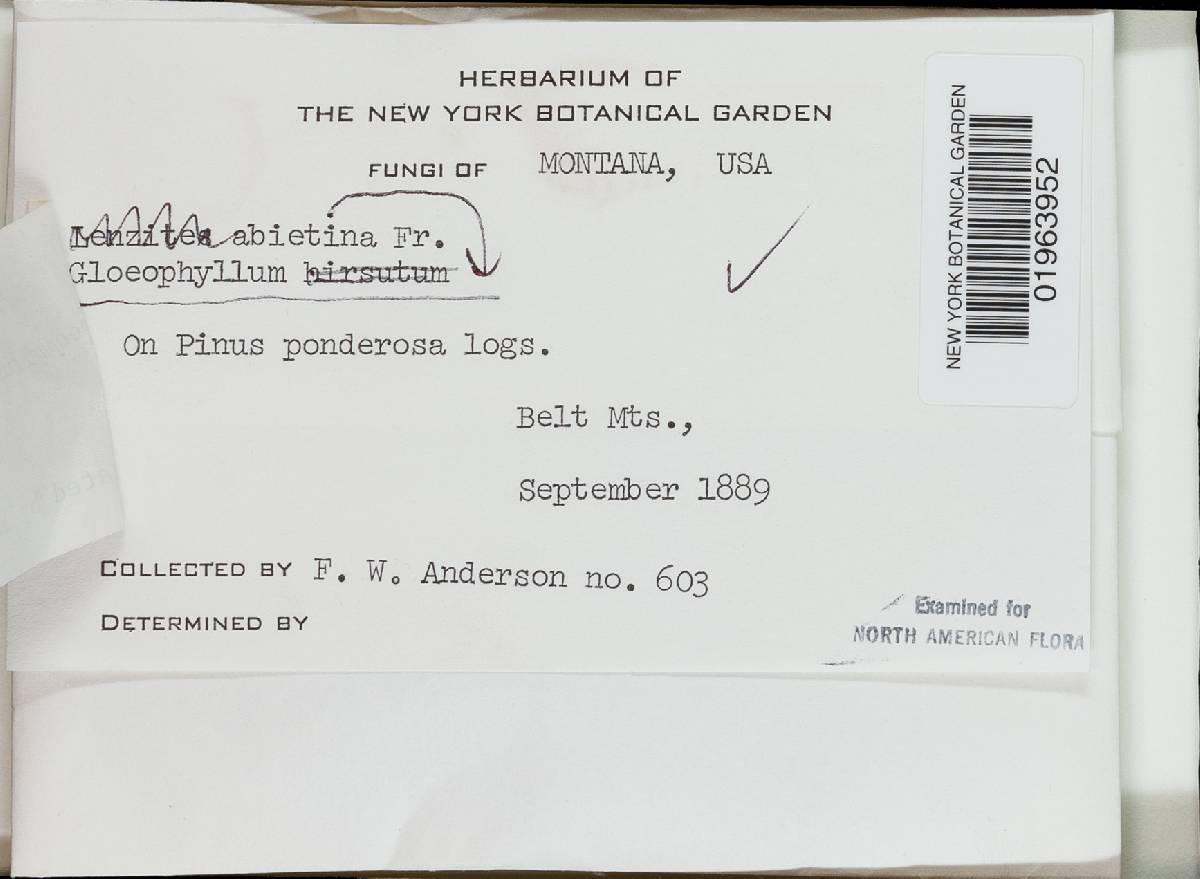 HERBARIUM OF
THE NEW YORK BOTANICAL GARDEN
FUNGI OF MONTANA, USA
Lenzites abietina Fr.
Gloeophyllum hirsutum
On Pinus ponderosa logs.
Belt Mts.,
September 1889
COLLECTED BY F. W. Anderson no. 603
DETERMINED BY
Examined for
NORTH AMERICAN FLORA
NEW YORK BOTANICAL GARDEN
01963952